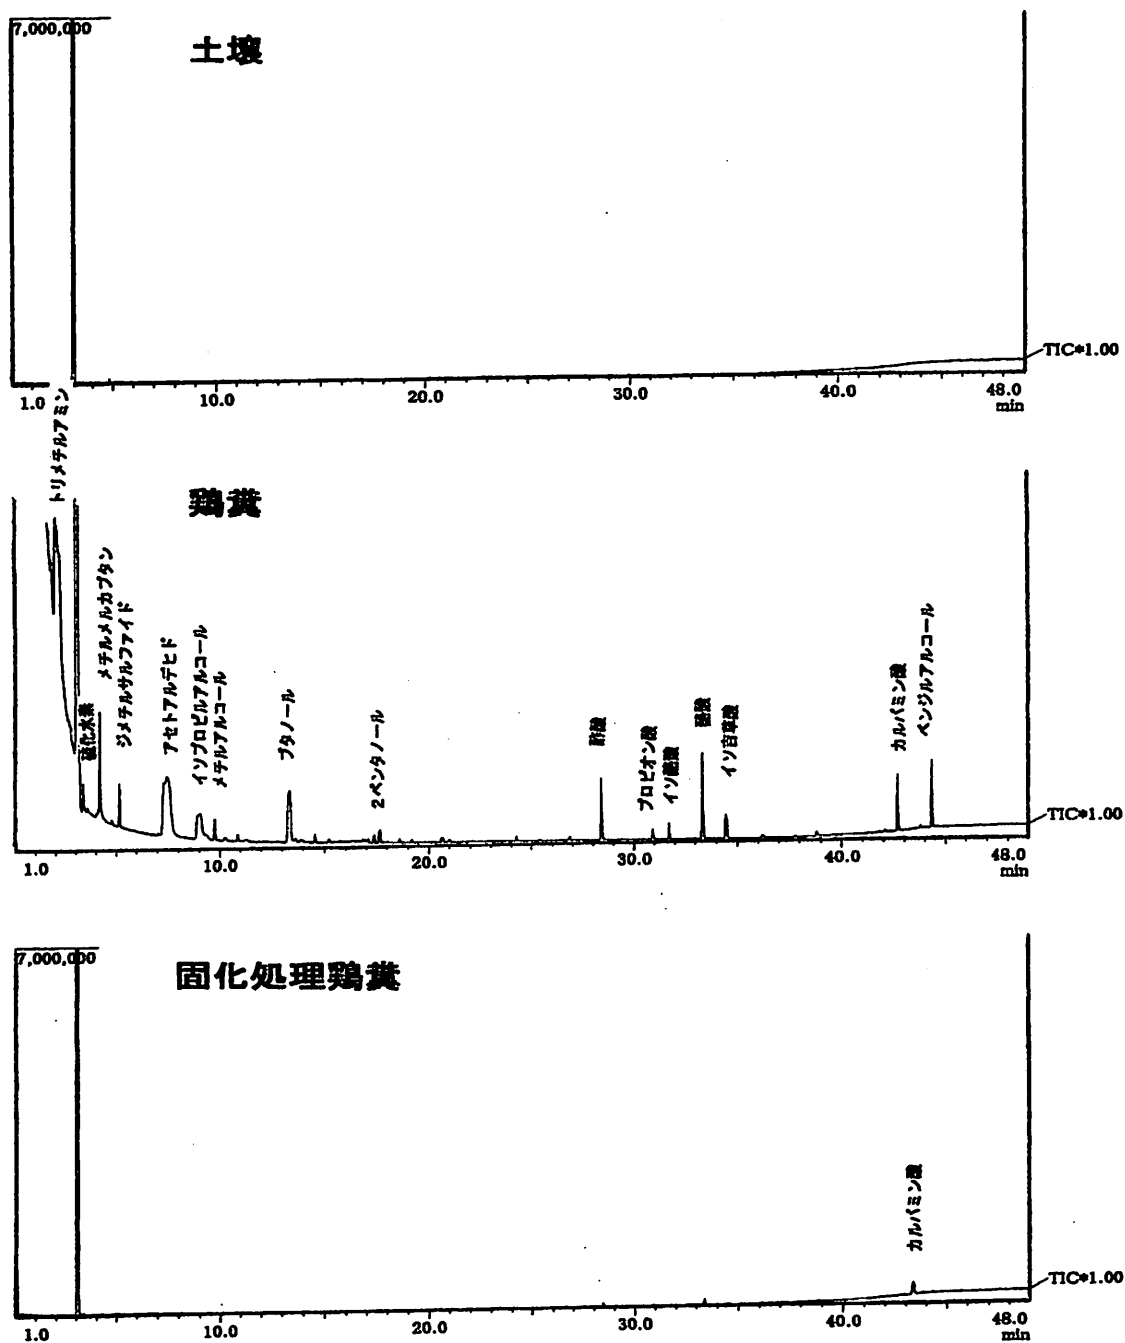 7,000,000
土壌
TIC*1.00
1.0
10.0
20.0
30.0
40.0
48.0
min
トリメチルアミン
鶏糞
硫化水素
メチルメルカプタン
ジメチルサルファイド
アセトアルデヒド
イソプロピルアルコール
メチルアルコール
ブタノール
2ペンタノール
酢酸
プロピオン酸
イソ酪酸
酪酸
イソ吉草酸
カルバミン酸
ベンジルアルコール
TIC*1.00
1.0
10.0
20.0
30.0
40.0
48.0
min
7,000,000
固化処理鶏糞
カルバミン酸
TIC*1.00
1.0
10.0
20.0
30.0
40.0
48.0
min